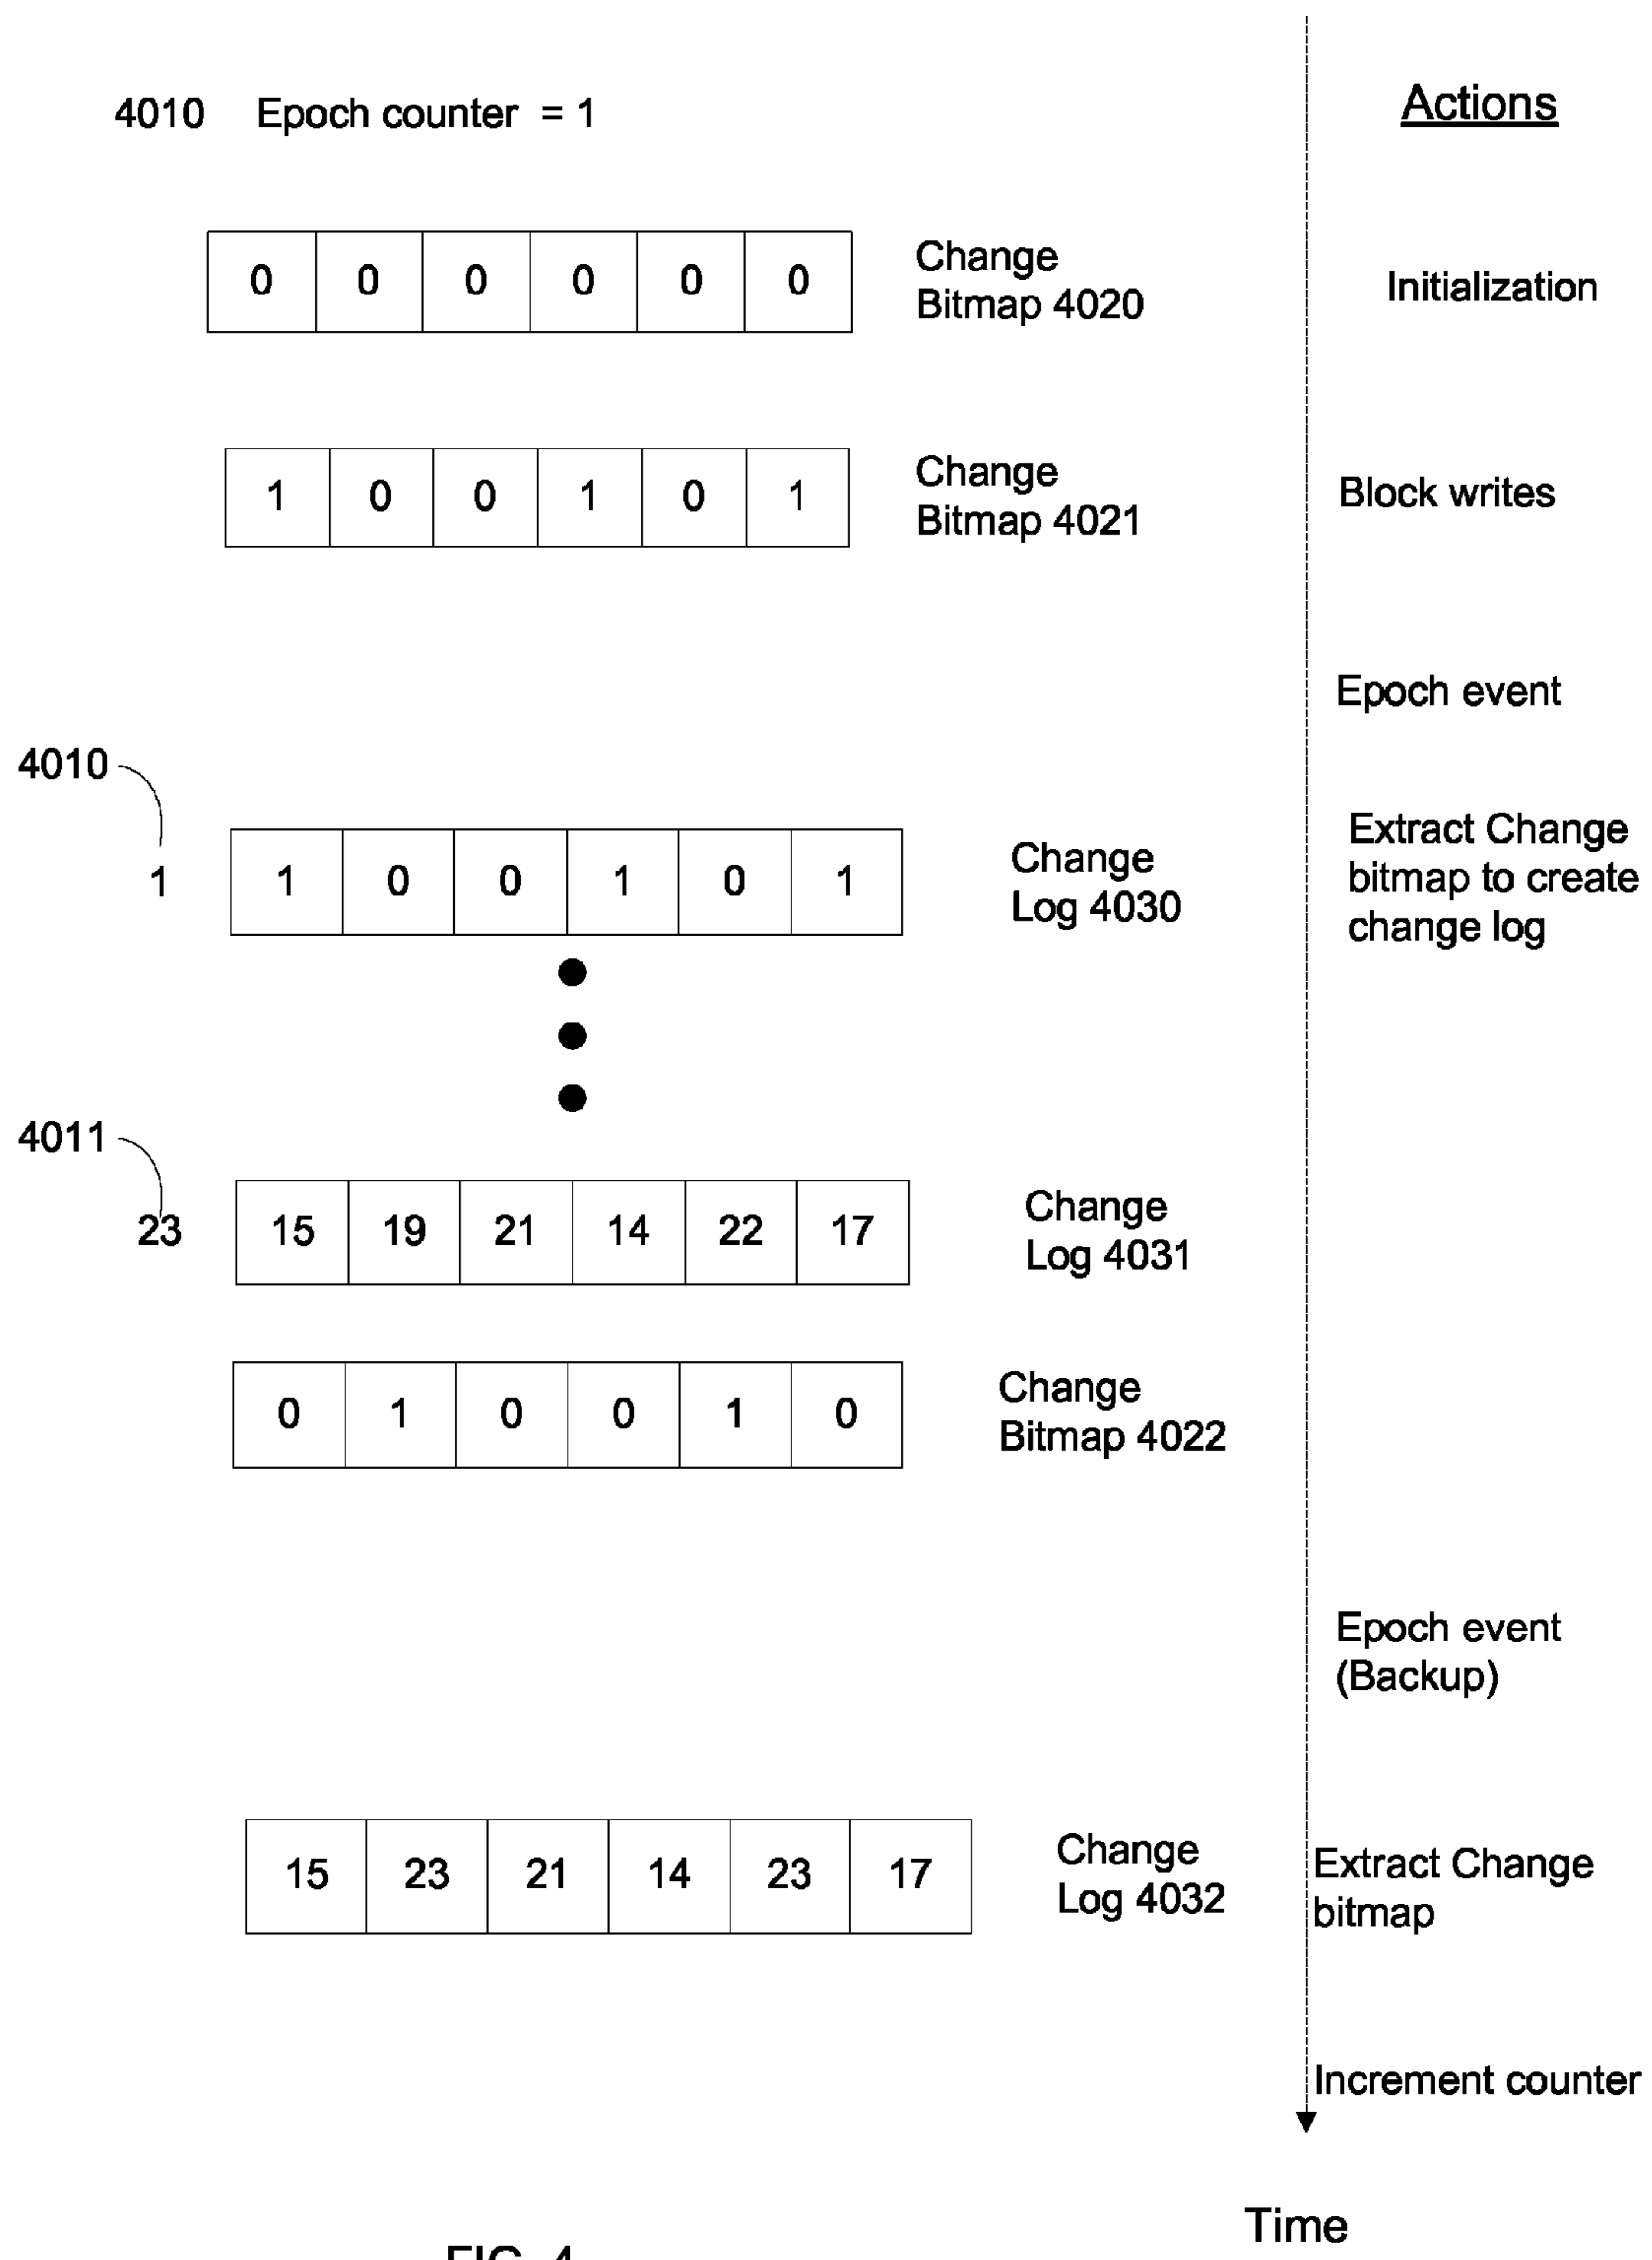 4010 Epoch counter = 1
Actions
0 0 0 0 0 0
Change
Bitmap 4020
Initialization
1 0 0 1 0 1
Change
Bitmap 4021
Block writes
Epoch event
4010
1
1 0 0 1 0 1
Change
Log 4030
Extract Change
bitmap to create
change log
4011
23
15 19 21 14 22 17
Change
Log 4031
0 1 0 0 1 0
Change
Bitmap 4022
Epoch event
(Backup)
15 23 21 14 23 17
Change
Log 4032
Extract Change
bitmap
Increment counter
Time
FIG. 4